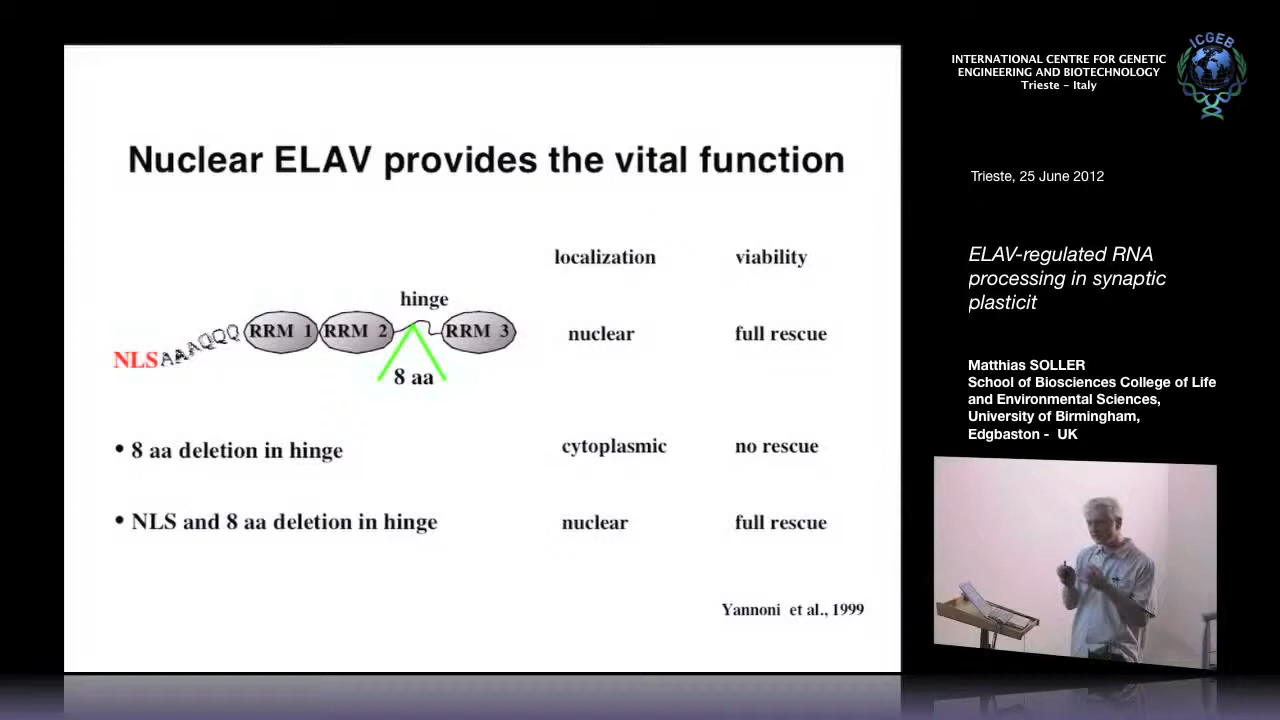 Nuclear ELAV provides the vital function
localization viability
hinge
NLSAAAQQQ RRM 1 RRM 2 RRM 3 nuclear full rescue
8 aa
• 8 aa deletion in hinge cytoplasmic no rescue
• NLS and 8 aa deletion in hinge nuclear full rescue
Yannoni et al., 1999
INTERNATIONAL CENTRE FOR GENETIC
ENGINEERING AND BIOTECHNOLOGY
Trieste - Italy
ICGEB
Trieste, 25 June 2012
ELAV-regulated RNA
processing in synaptic
plasticit
Matthias SOLLER
School of Biosciences College of Life
and Environmental Sciences,
University of Birmingham,
Edgbaston - UK